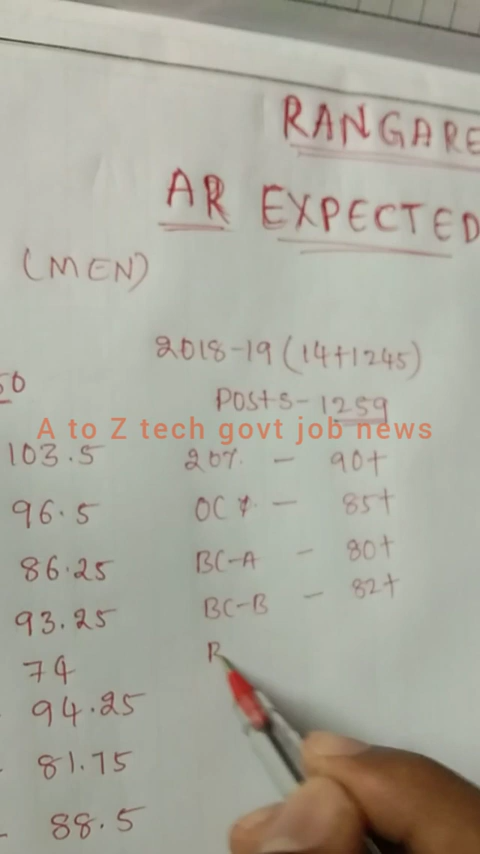 RANGARE
AR EXPECTED
(MEN)
2018-19 (14+1245)
50
POSTS-1259
A to Z tech govt job news
103.5
20% - 90+
96.5
OC - 85+
86.25
BC-A - 80+
93.25
BC-B - 82+
74
94.25
81.75
88.5